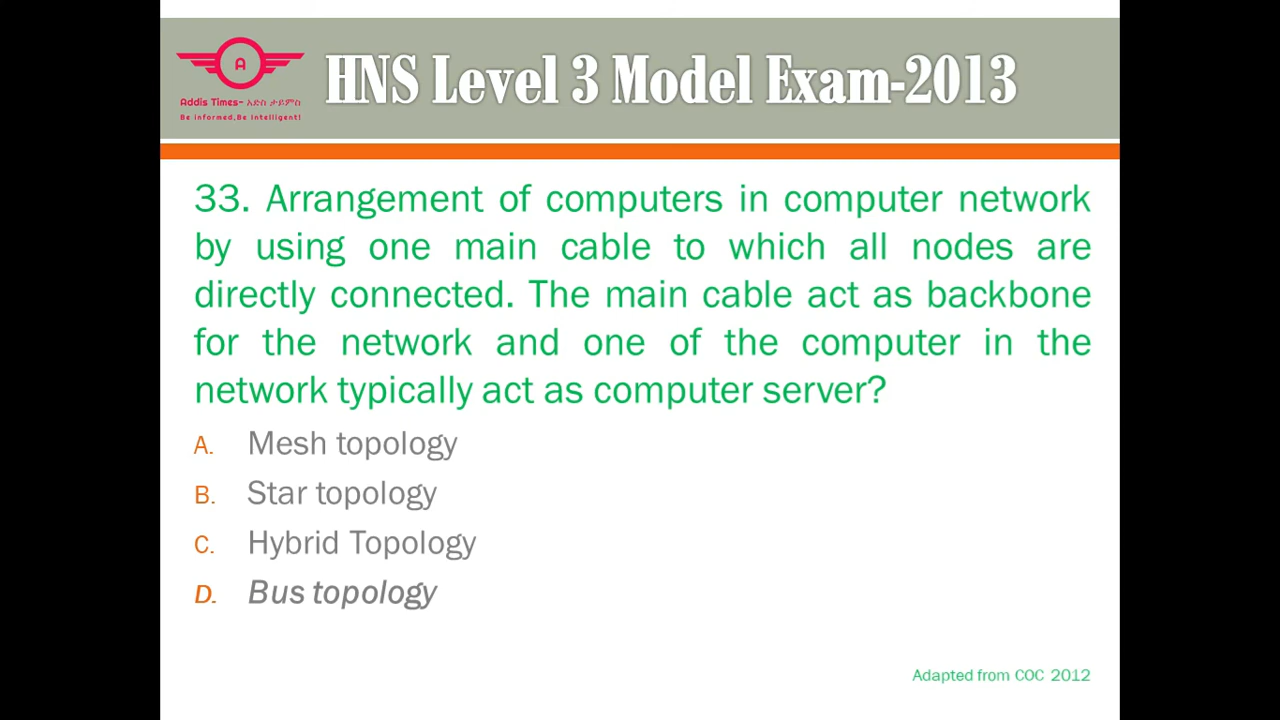 A
Addis Times- አዲስ ታይምስ
Be Informed,Be Intelligent!
HNS Level 3 Model Exam-2013
33. Arrangement of computers in computer network
by using one main cable to which all nodes are
directly connected. The main cable act as backbone
for the network and one of the computer in the
network typically act as computer server?
A. Mesh topology
B. Star topology
C. Hybrid Topology
D. Bus topology
Adapted from COC 2012